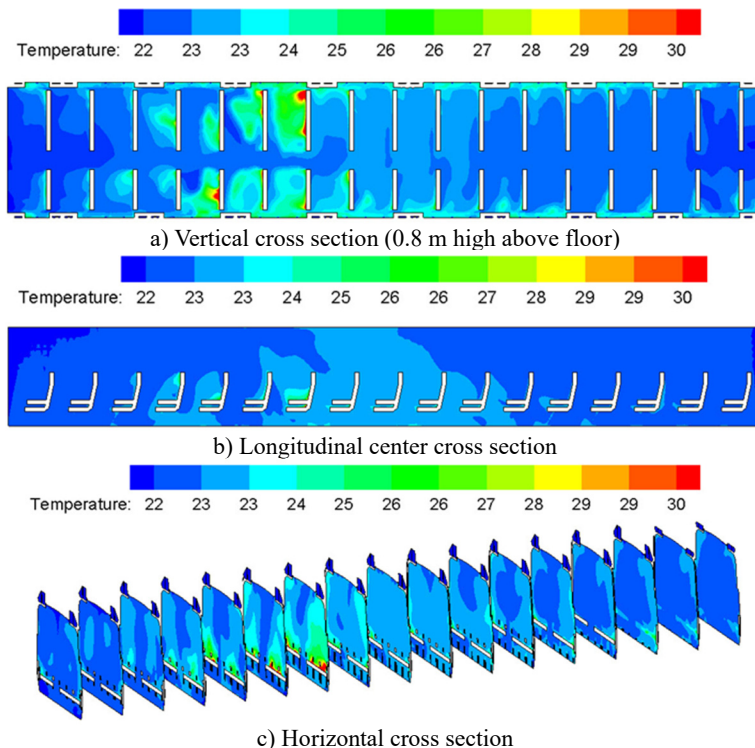 Temperature: 22 23 23 24 25 26 26 27 28 29 29 30
a) Vertical cross section (0.8 m high above floor)
Temperature: 22 23 23 24 25 26 26 27 28 29 29 30
b) Longitudinal center cross section
Temperature: 22 23 23 24 25 26 26 27 28 29 29 30
c) Horizontal cross section